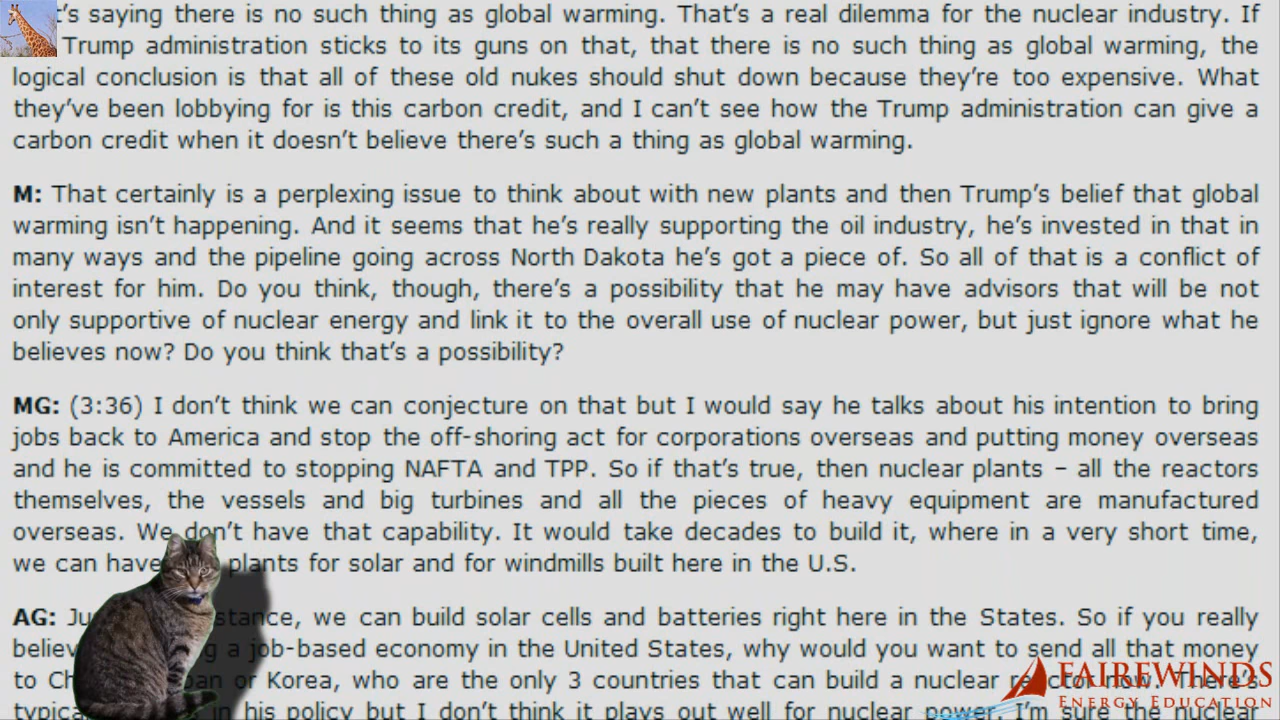 t's saying there is no such thing as global warming. That's a real dilemma for the nuclear industry. If
Trump administration sticks to its guns on that, that there is no such thing as global warming, the
logical conclusion is that all of these old nukes should shut down because they're too expensive. What
they've been lobbying for is this carbon credit, and I can't see how the Trump administration can give a
carbon credit when it doesn't believe there's such a thing as global warming.
M: That certainly is a perplexing issue to think about with new plants and then Trump's belief that global
warming isn't happening. And it seems that he's really supporting the oil industry, he's invested in that in
many ways and the pipeline going across North Dakota he's got a piece of. So all of that is a conflict of
interest for him. Do you think, though, there's a possibility that he may have advisors that will be not
only supportive of nuclear energy and link it to the overall use of nuclear power, but just ignore what he
believes now? Do you think that's a possibility?
MG: (3:36) I don't think we can conjecture on that but I would say he talks about his intention to bring
jobs back to America and stop the off-shoring act for corporations overseas and putting money overseas
and he is committed to stopping NAFTA and TPP. So if that's true, then nuclear plants – all the reactors
themselves, the vessels and big turbines and all the pieces of heavy equipment are manufactured
overseas. We don't have that capability. It would take decades to build it, where in a very short time,
we can have plants for solar and for windmills built here in the U.S.
AG: we can build solar cells and batteries right here in the States. So if you really
a job-based economy in the United States, why would you want to send all that money
to or Korea, who are the only 3 countries that can build a nuclear reactor now. There's
in his policy but I don't think it plays out well for nuclear power. I'm sure the nuclear
FAIREWINDS
ENERGY EDUCATION